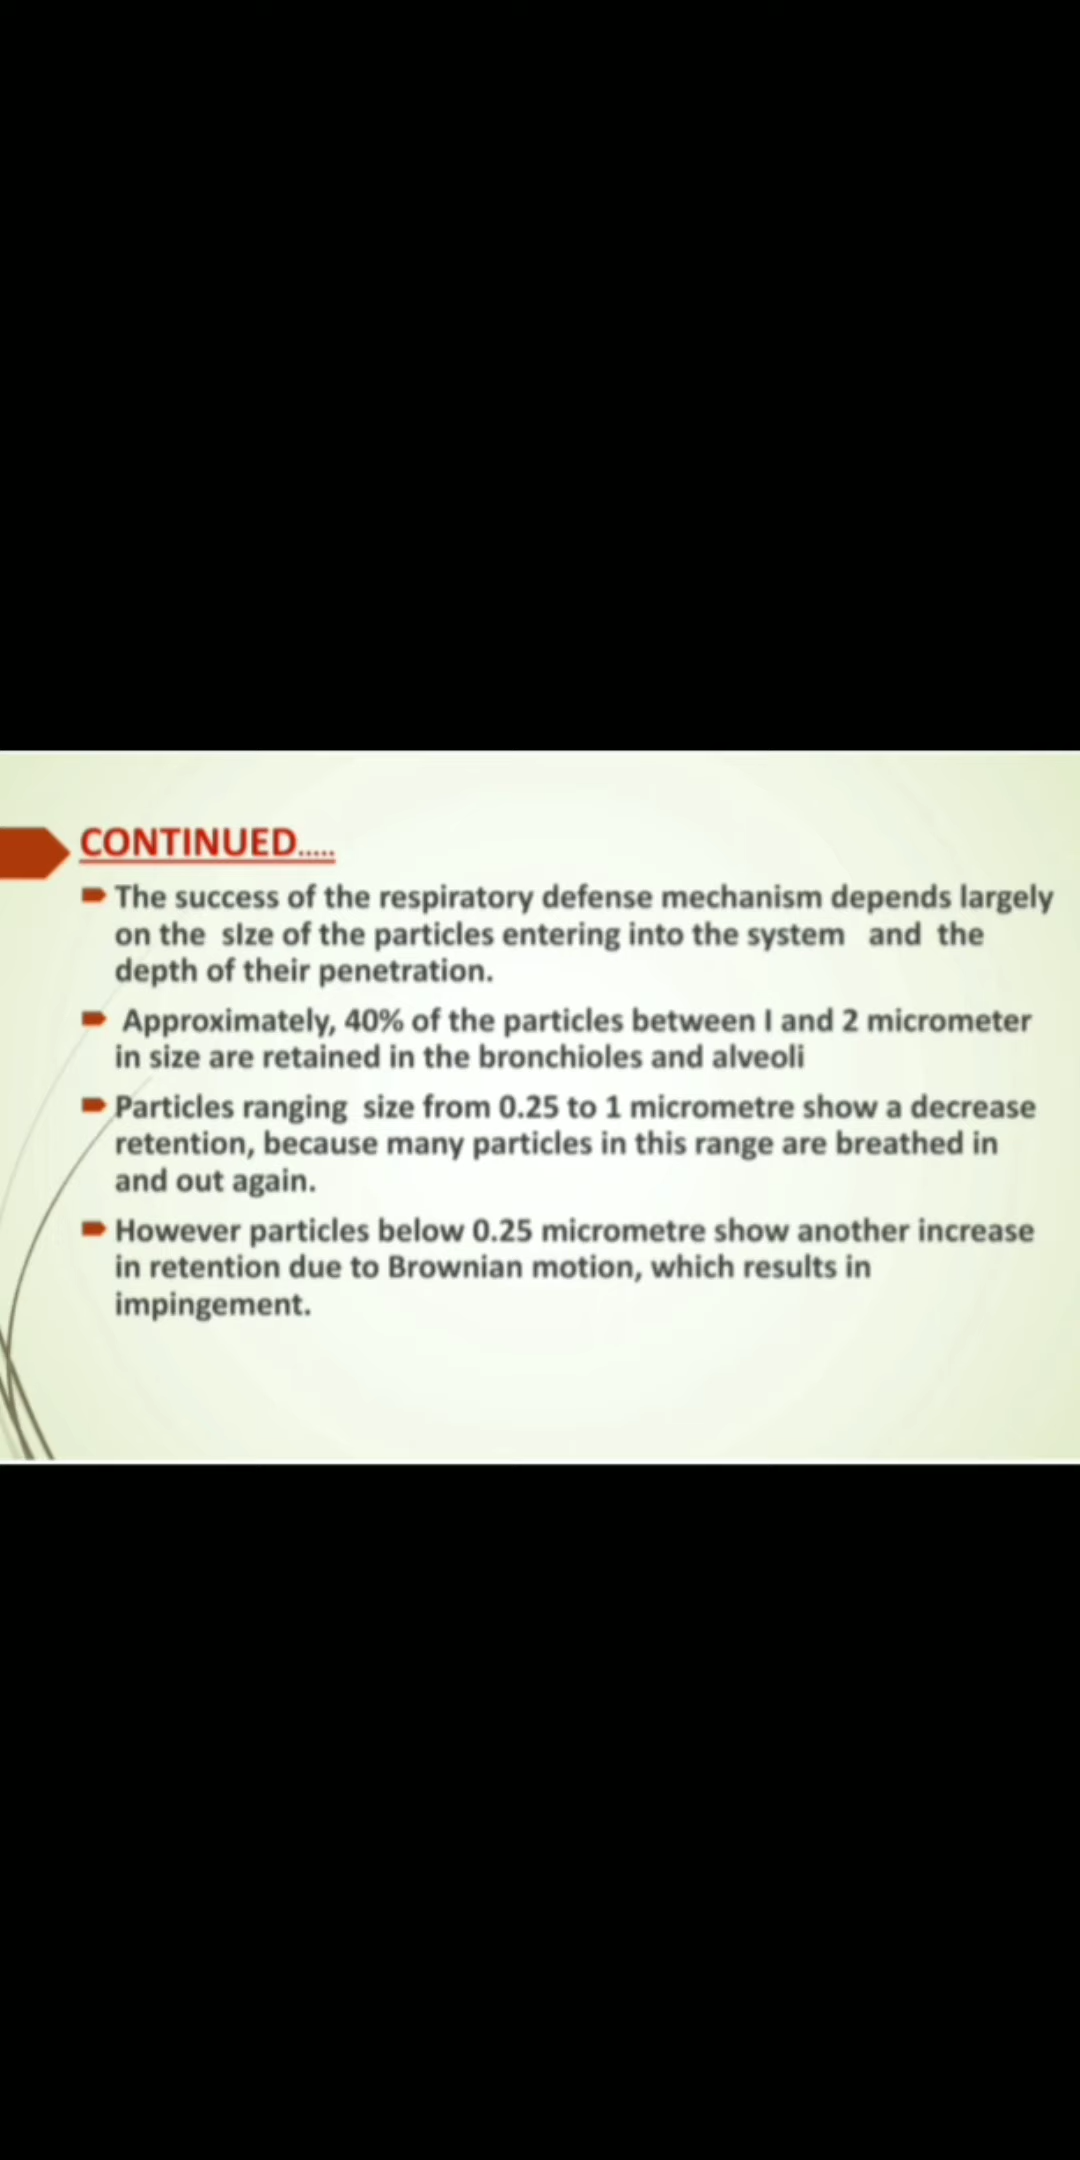 CONTINUED.....
The success of the respiratory defense mechanism depends largely
on the sIze of the particles entering into the system and the
depth of their penetration.
Approximately, 40% of the particles between I and 2 micrometer
in size are retained in the bronchioles and alveoli
Particles ranging size from 0.25 to 1 micrometre show a decrease
retention, because many particles in this range are breathed in
and out again.
However particles below 0.25 micrometre show another increase
in retention due to Brownian motion, which results in
impingement.